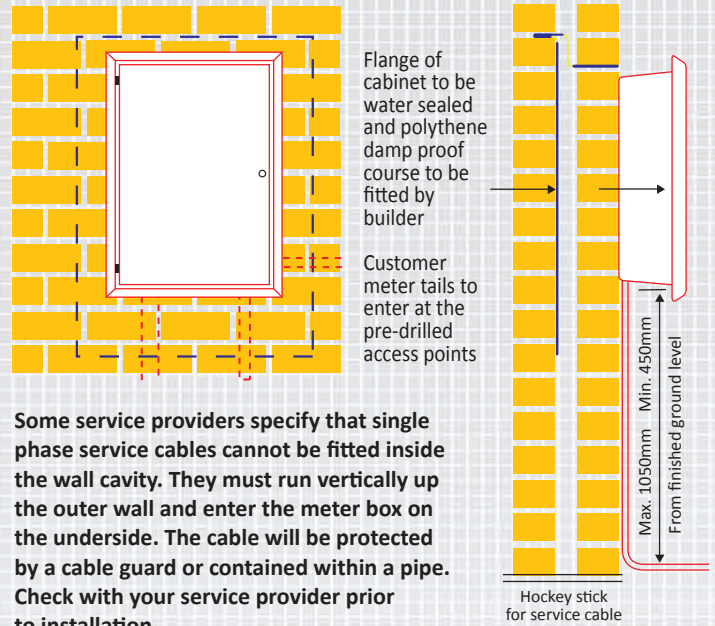 Flange of
cabinet to be
water sealed
and polythene
damp proof
course to be
fitted by
builder
Customer
meter tails to
enter at the
pre-drilled
access points
Some service providers specify that single
phase service cables cannot be fitted inside
the wall cavity. They must run vertically up
the outer wall and enter the meter box on
the underside. The cable will be protected
by a cable guard or contained within a pipe.
Check with your service provider prior
to installation
Max. 1050mm Min. 450mm
From finished ground level
Hockey stick
for service cable